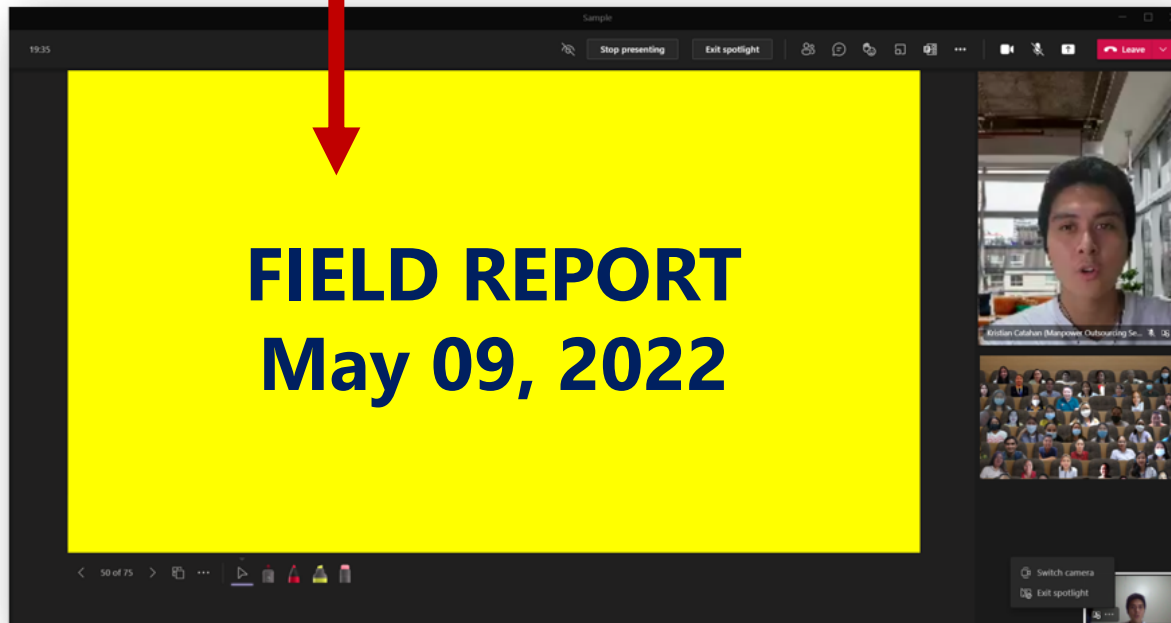 Sample
19:35
Stop presenting
Exit spotlight
Leave
FIELD REPORT
May 09, 2022
Kristian Catahan (Manpower Outsourcing Se...
50 of 75
Switch camera
Exit spotlight